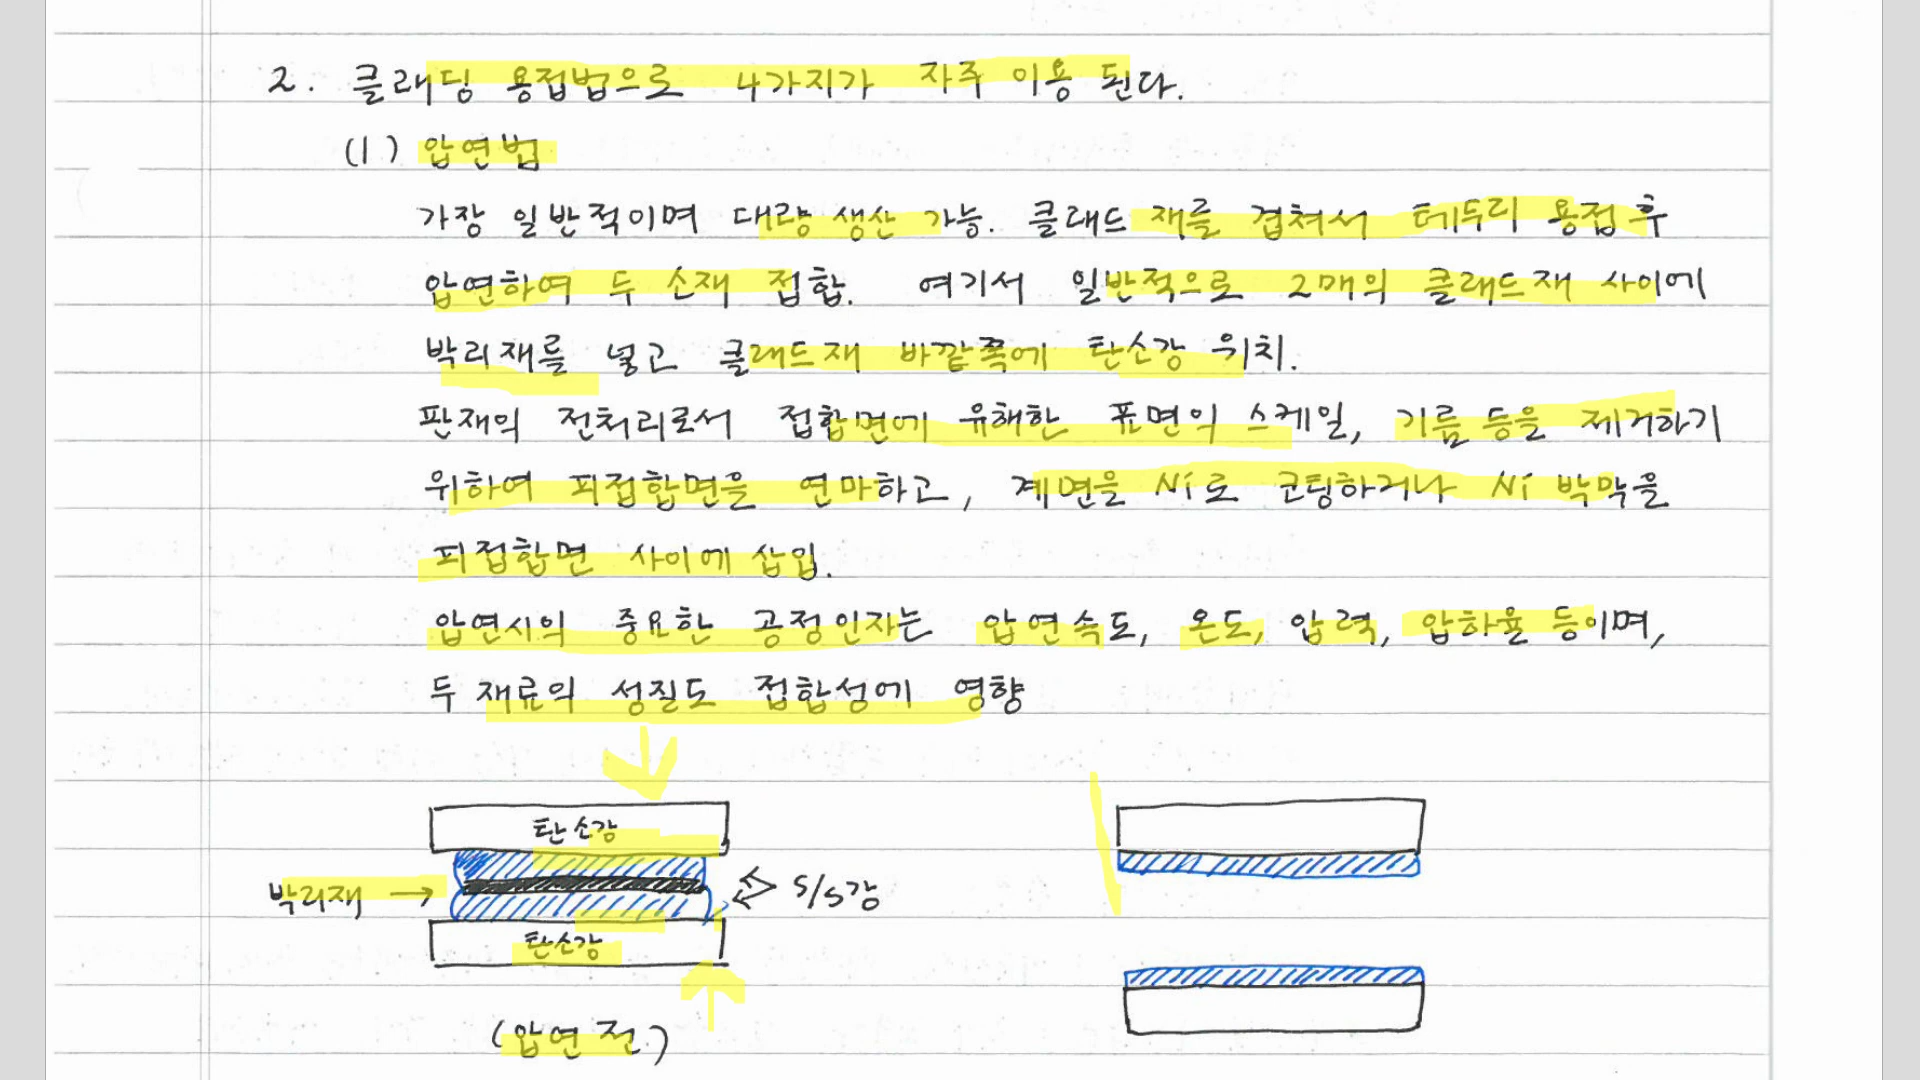 2. 클래딩 용접법으로 4가지가 자주 이용 된다.
(1) 압연법
가장 일반적이며 대량 생산 가능. 클래드 재를 겹쳐서 테두리 용접 후
압연하여 두 소재 접합. 여기서 일반적으로 2매의 클래드재 사이에
박리재를 넣고 클래드재 바깥쪽에 탄소강 위치.
판재의 전처리로서 접합면에 유해한 표면의 스케일, 기름 등을 제거하기
위하여 피접합면을 연마하고, 계면을 Ni로 코팅하거나 Ni 박막을
피접합면 사이에 삽입.
압연시의 중요한 공정인자는 압연속도, 온도, 압력, 압하율 등이며,
두 재료의 성질도 접합성에 영향
탄소강
박리재 → S/S강
탄소강
(압연 전)